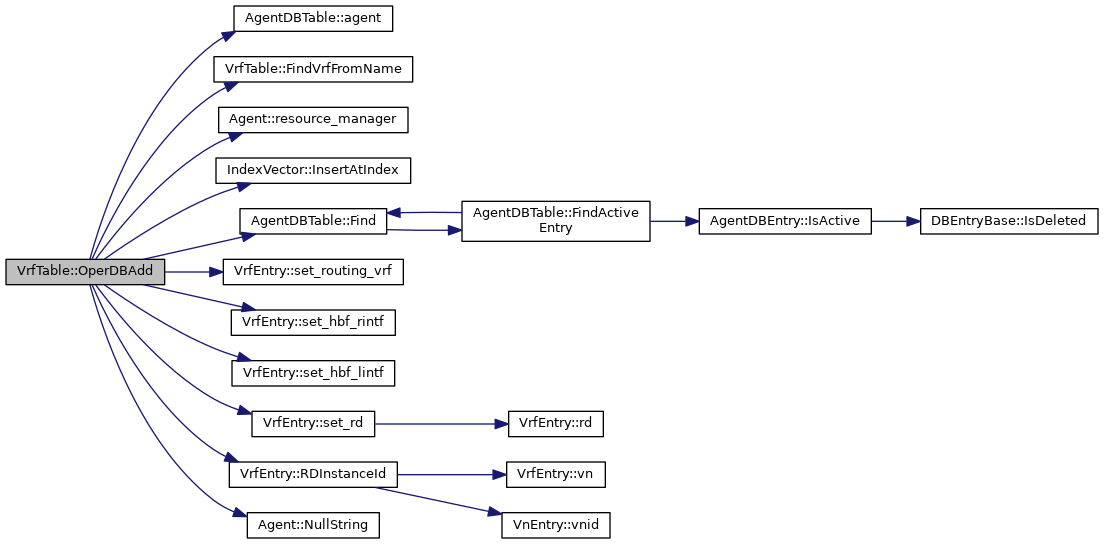 AgentDBTable::agent
VrfTable::FindVrfFromName
Agent::resource_manager
IndexVector::InsertAtIndex
AgentDBTable::Find
AgentDBTable::FindActive
Entry
AgentDBEntry::IsActive
DBEntryBase::IsDeleted
VrfTable::OperDBAdd
VrfEntry::set_routing_vrf
VrfEntry::set_hbf_rintf
VrfEntry::set_hbf_lintf
VrfEntry::set_rd
VrfEntry::rd
VrfEntry::RDInstanceId
VrfEntry::vn
Agent::NullString
VnEntry::vnid